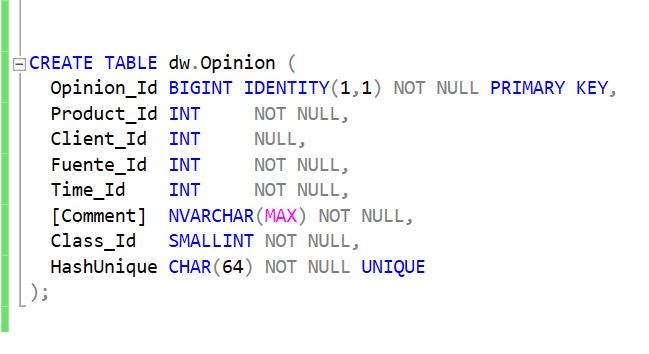 CREATE TABLE dw.Opinion (
Opinion_Id BIGINT IDENTITY(1,1) NOT NULL PRIMARY KEY,
Product_Id INT NOT NULL,
Client_Id INT NULL,
Fuente_Id INT NOT NULL,
Time_Id INT NOT NULL,
[Comment] NVARCHAR(MAX) NOT NULL,
Class_Id SMALLINT NOT NULL,
HashUnique CHAR(64) NOT NULL UNIQUE
);